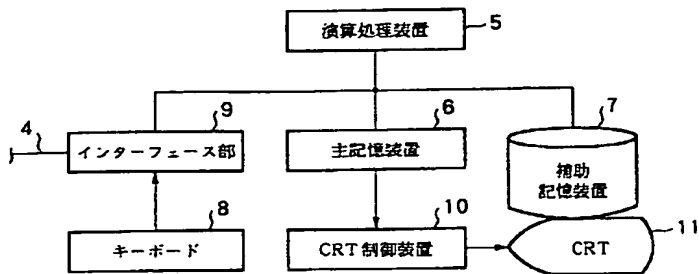 演算処理装置
5
4
9
インターフェース部
6
主記憶装置
7
補助
記憶装置
8
キーボード
10
CRT制御装置
CRT
11